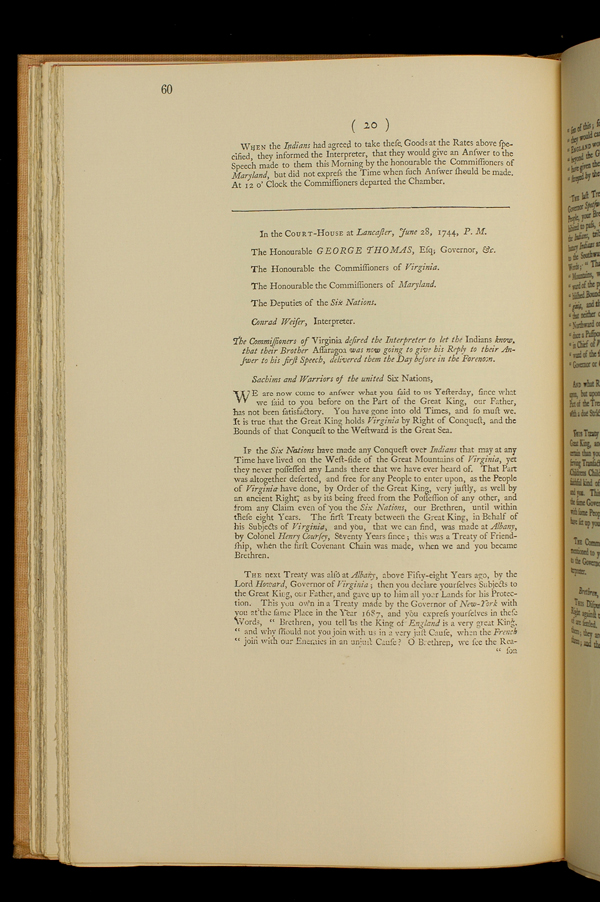 60
( 20 )
WHEN the Indians had agreed to take theſe Goods at the Rates above ſpe-
cified, they informed the Interpreter, that they would give an Anſwer to the
Speech made to them this Morning by the honourable the Commiſſioners of
Maryland, but did not expreſs the Time when ſuch Anſwer ſhould be made.
At 12 o' Clock the Commiſſioners departed the Chamber.
In the COURT-HOUSE at Lancaſter, June 28, 1744, P. M.
The Honourable GEORGE THOMAS, Eſq; Governor, &c.
The Honourable the Commiſſioners of Virginia.
The Honourable the Commiſſioners of Maryland.
The Deputies of the Six Nations.
Conrad Weiſer, Interpreter.
The Commiſſioners of Virginia deſired the Interpreter to let the Indians know,
that their Brother Aſſaragoa was now going to give his Reply to their An-
ſwer to his firſt Speech, delivered them the Day before in the Forenoon.
Sachims and Warriors of the united Six Nations,
WE are now come to anſwer what you ſaid to us Yeſterday, ſince what
we ſaid to you before on the Part of the Great King, our Father,
has not been ſatisfactory. You have gone into old Times, and ſo muſt we.
It is true that the Great King holds Virginia by Right of Conqueſt, and the
Bounds of that Conqueſt to the Weſtward is the Great Sea.
IF the Six Nations have made any Conqueſt over Indians that may at any
Time have lived on the Weſt-ſide of the Great Mountains of Virginia, yet
they never poſſeſſed any Lands there that we have ever heard of. That Part
was altogether deſerted, and free for any People to enter upon, as the People
of Virginia have done, by Order of the Great King, very juſtly, as well by
an ancient Right, as by its being freed from the Poſſeſſion of any other, and
from any Claim even of you the Six Nations, our Brethren, until within
theſe eight Years. The firſt Treaty between the Great King, in Behalf of
his Subjects of Virginia, and you, that we can find, was made at Albany,
by Colonel Henry Courſey, Seventy Years ſince; this was a Treaty of Friend-
ſhip, when the firſt Covenant Chain was made, when we and you became
Brethren.
THE next Treaty was alſo at Albany, above Fifty-eight Years ago, by the
Lord Howard, Governor of Virginia; then you declare yourſelves Subjects to
the Great King, our Father, and gave up to him all your Lands for his Protec-
tion. This you own in a Treaty made by the Governor of New-York with
you at the ſame Place in the Year 1687, and you expreſs yourſelves in theſe
Words, " Brethren, you tell us the King of England is a very great King,
" and why ſhould not you join with us in a very juſt Cauſe, when the French
" join with our Enemies in an unjuſt Cauſe? O Brethren, we ſee the Rea-
" ſon